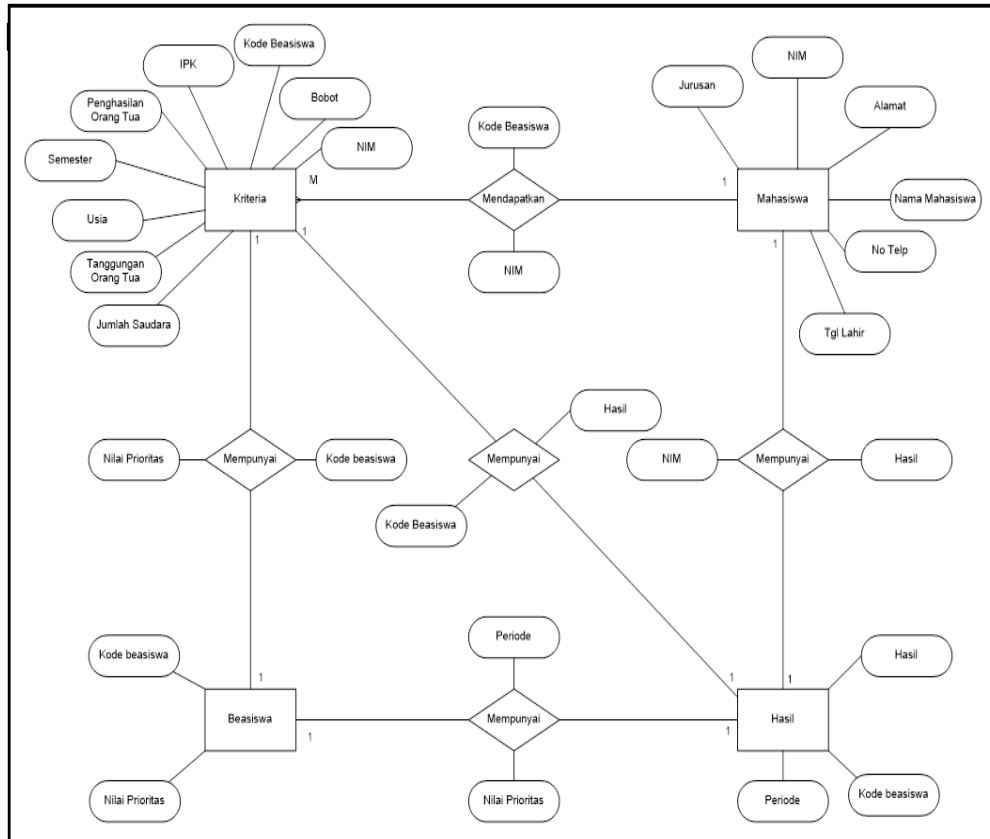 Kode Beasiswa
IPK
NIM
Jurusan
Bobot
Penghasilan
Orang Tua
Alamat
Kode Beasiswa
NIM
Semester
M
1
Kriteria
Mendapatkan
Mahasiswa
Nama Mahasiswa
Usia
1
1
1
No Telp
Tanggungan
Orang Tua
NIM
Jumlah Saudara
Tgl Lahir
Hasil
Nilai Prioritas
Mempunyai
Kode beasiswa
Mempunyai
NIM
Mempunyai
Hasil
Kode Beasiswa
Periode
Kode beasiswa
Hasil
1
1
1
Beasiswa
Mempunyai
Hasil
1
1
Nilai Prioritas
Nilai Prioritas
Periode
Kode beasiswa